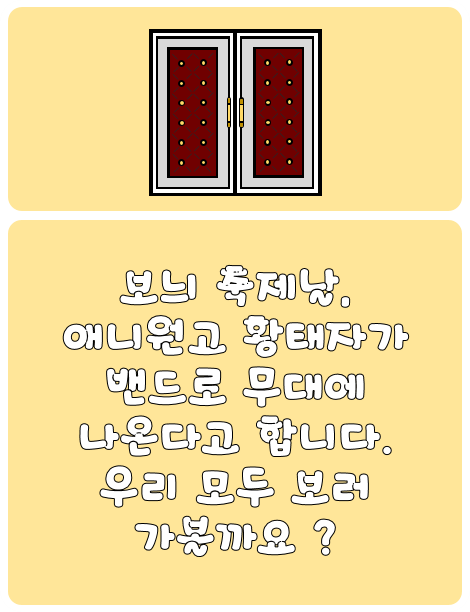 보늬 축제날.
애니원고 황태자가
밴드로 무대에
나온다고 합니다.
우리 모두 보러
가볼까요 ?